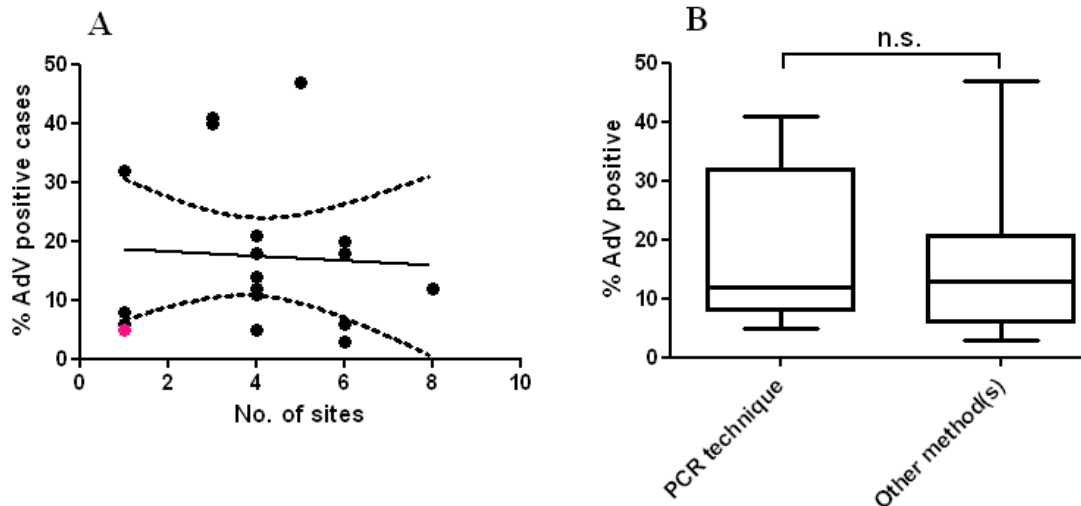 A
% AdV positive cases
50
40
30
20
10
0
0 2 4 6 8 10
No. of sites
B
n.s.
% AdV positive
50
40
30
20
10
0
PCR technique
Other method(s)